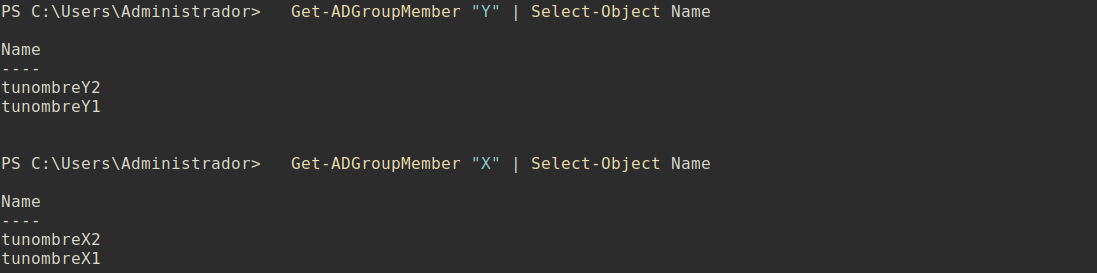 PS C:\Users\Administrador>   Get-ADGroupMember "Y" | Select-Object Name
Name
----
tunombreY2
tunombreY1
PS C:\Users\Administrador>   Get-ADGroupMember "X" | Select-Object Name
Name
----
tunombreX2
tunombreX1